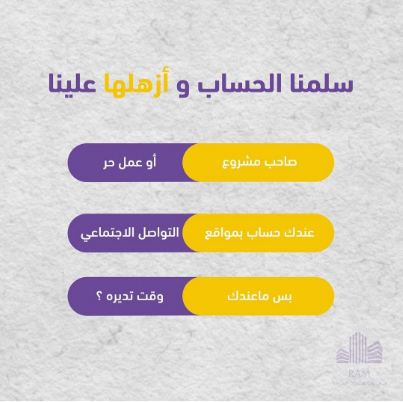 سلمنا الحساب و أزهلها علينا
صاحب مشروع أو عمل حر
عندك حساب بمواقع التواصل الاجتماعي
بس ماعندك وقت تديره ؟
RAM